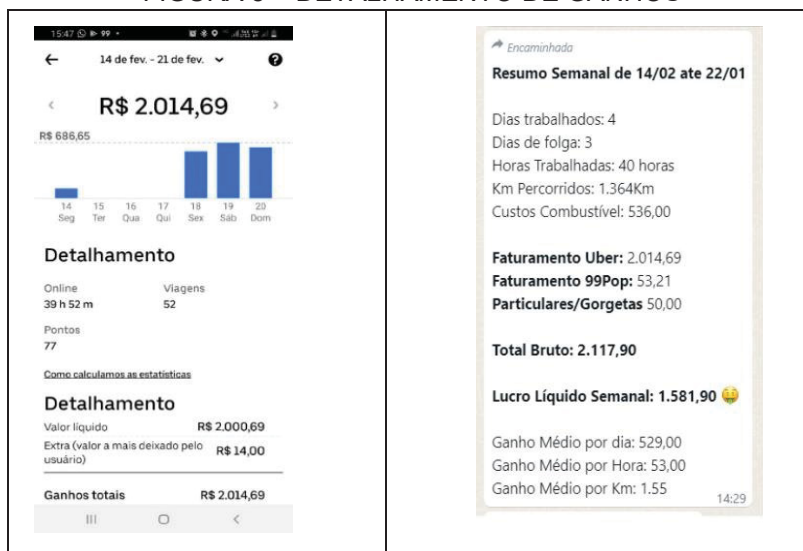 15:47 99
14 de fev. - 21 de fev.
R$ 2.014,69
R$ 686,65
14 15 16 17 18 19 20
Seg Ter Qua Qui Sex Sáb Dom
Detalhamento
Online Viagens
39 h 52 m 52
Pontos
77
Como calculamos as estatísticas
Detalhamento
Valor líquido R$ 2.000,69
Extra (valor a mais deixado pelo
usuário) R$ 14,00
Ganhos totais R$ 2.014,69
Encaminhada
Resumo Semanal de 14/02 ate 22/01
Dias trabalhados: 4
Dias de folga: 3
Horas Trabalhadas: 40 horas
Km Percorridos: 1.364Km
Custos Combustível: 536,00
Faturamento Uber: 2.014,69
Faturamento 99Pop: 53,21
Particulares/Gorgetas 50,00
Total Bruto: 2.117,90
Lucro Líquido Semanal: 1.581,90 🤑
Ganho Médio por dia: 529,00
Ganho Médio por Hora: 53,00
Ganho Médio por Km: 1.55
14:29